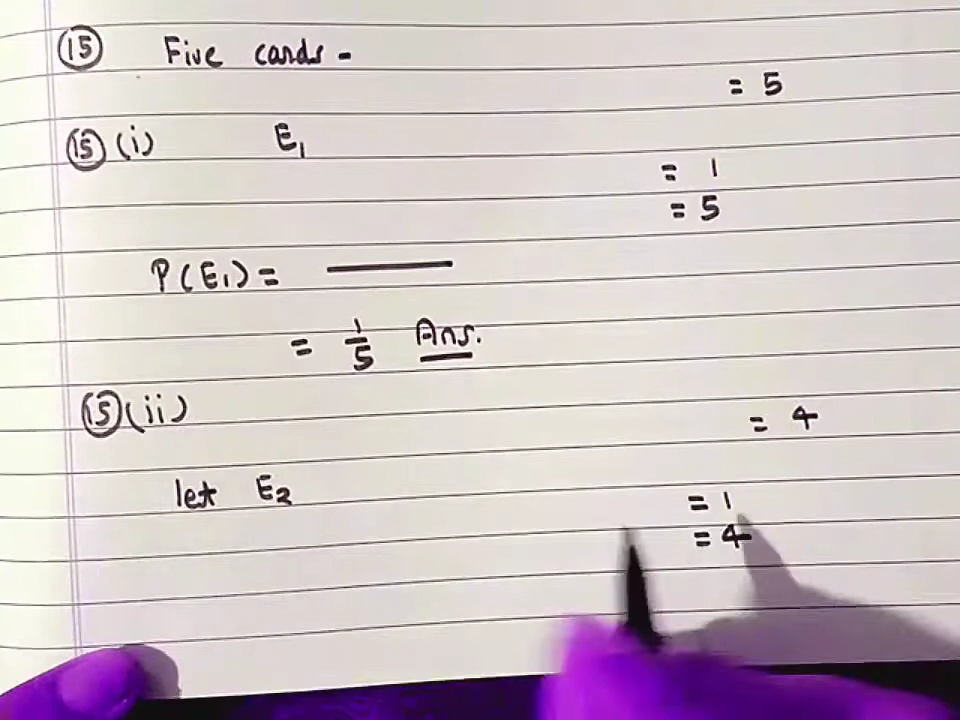 15 Five cards -
= 5
15 (i) E1
= 1
= 5
P(E1) =
= 1/5 Ans.
15 (ii)
= 4
let E2
= 1
= 4